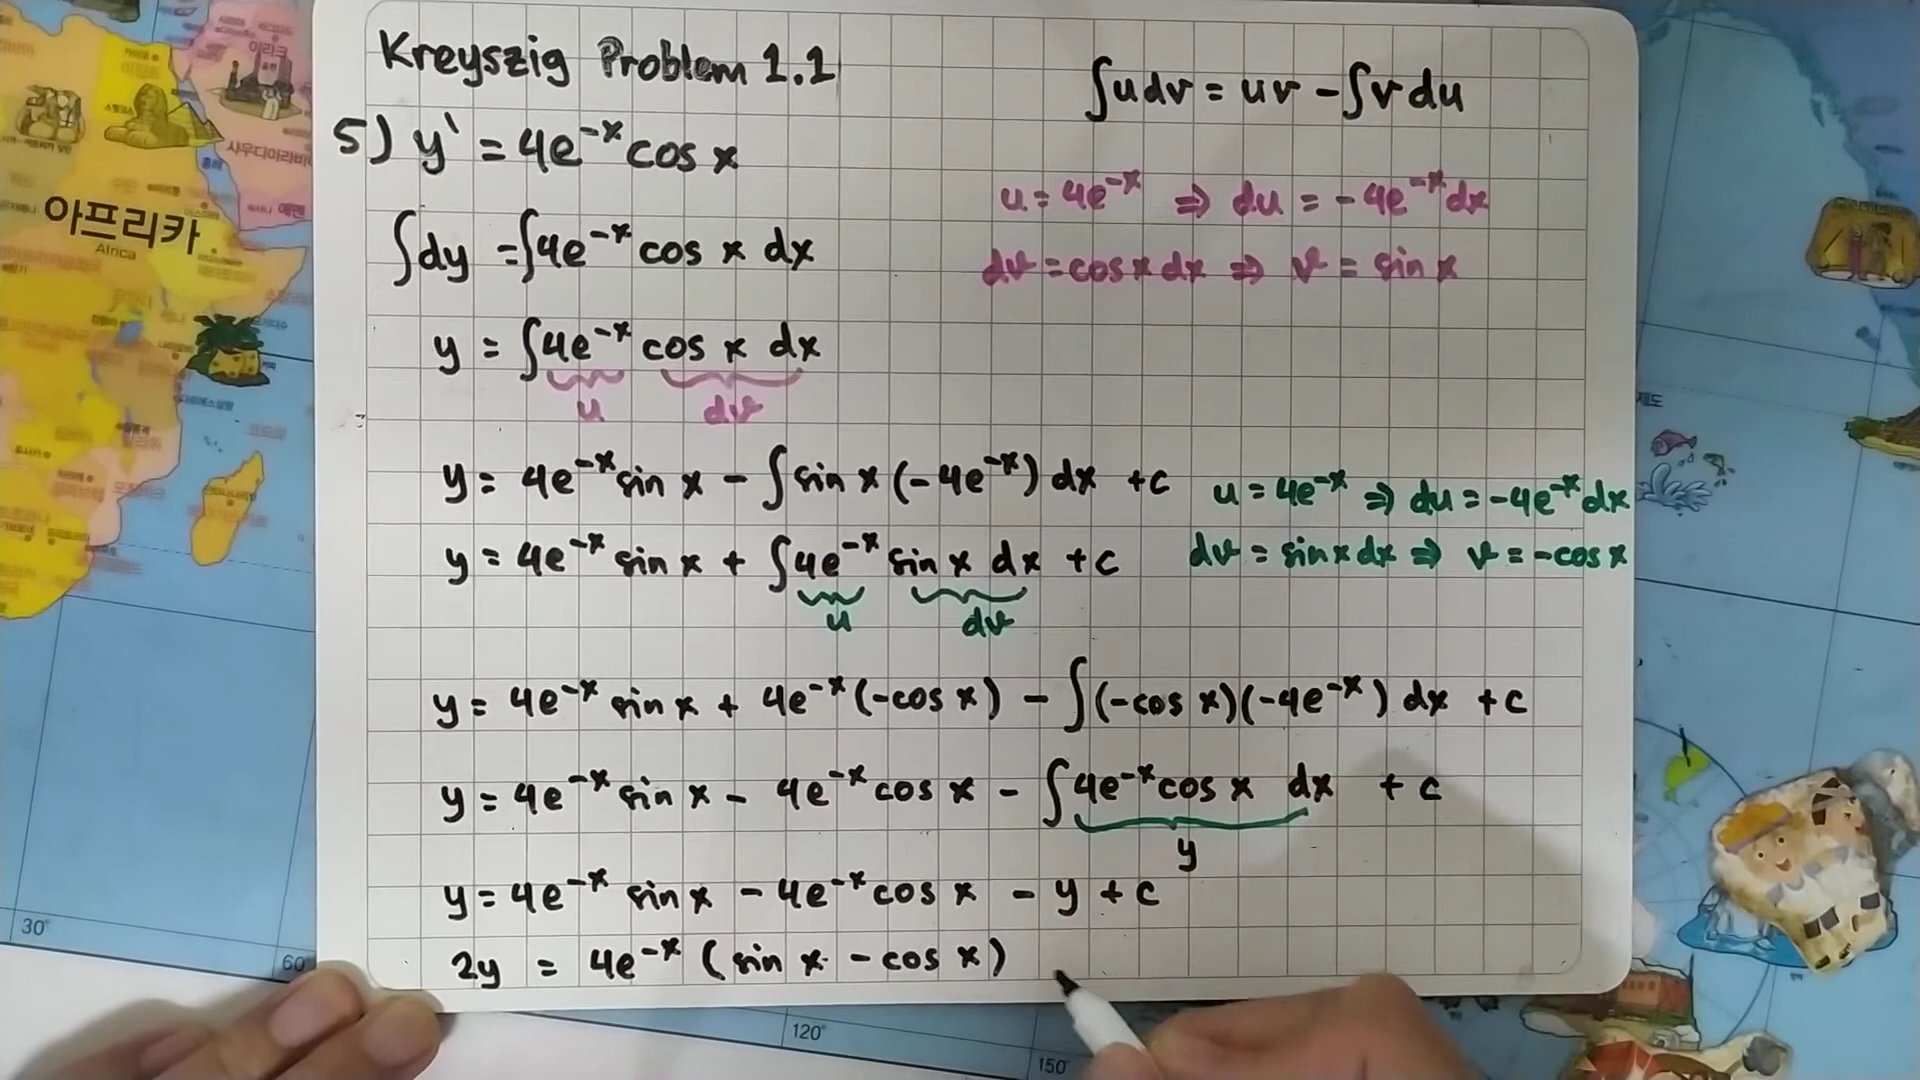 Kreyszig Problem 1.1
∫u dv = uv - ∫v du
5) y' = 4e^{-x} cos x
u = 4e^{-x} ⇒ du = -4e^{-x} dx
∫dy = ∫4e^{-x} cos x dx
dv = cos x dx ⇒ v = sin x
y = ∫4e^{-x} cos x dx
u dv
y = 4e^{-x} sin x - ∫sin x (-4e^{-x}) dx + c
u = 4e^{-x} ⇒ du = -4e^{-x} dx
y = 4e^{-x} sin x + ∫4e^{-x} sin x dx + c
dv = sin x dx ⇒ v = -cos x
u dv
y = 4e^{-x} sin x + 4e^{-x} (-cos x) - ∫(-cos x)(-4e^{-x}) dx + c
y = 4e^{-x} sin x - 4e^{-x} cos x - ∫4e^{-x} cos x dx + c
y
y = 4e^{-x} sin x - 4e^{-x} cos x - y + c
2y = 4e^{-x} (sin x - cos x)
아프리카
Africa
30°
60
120°
150°